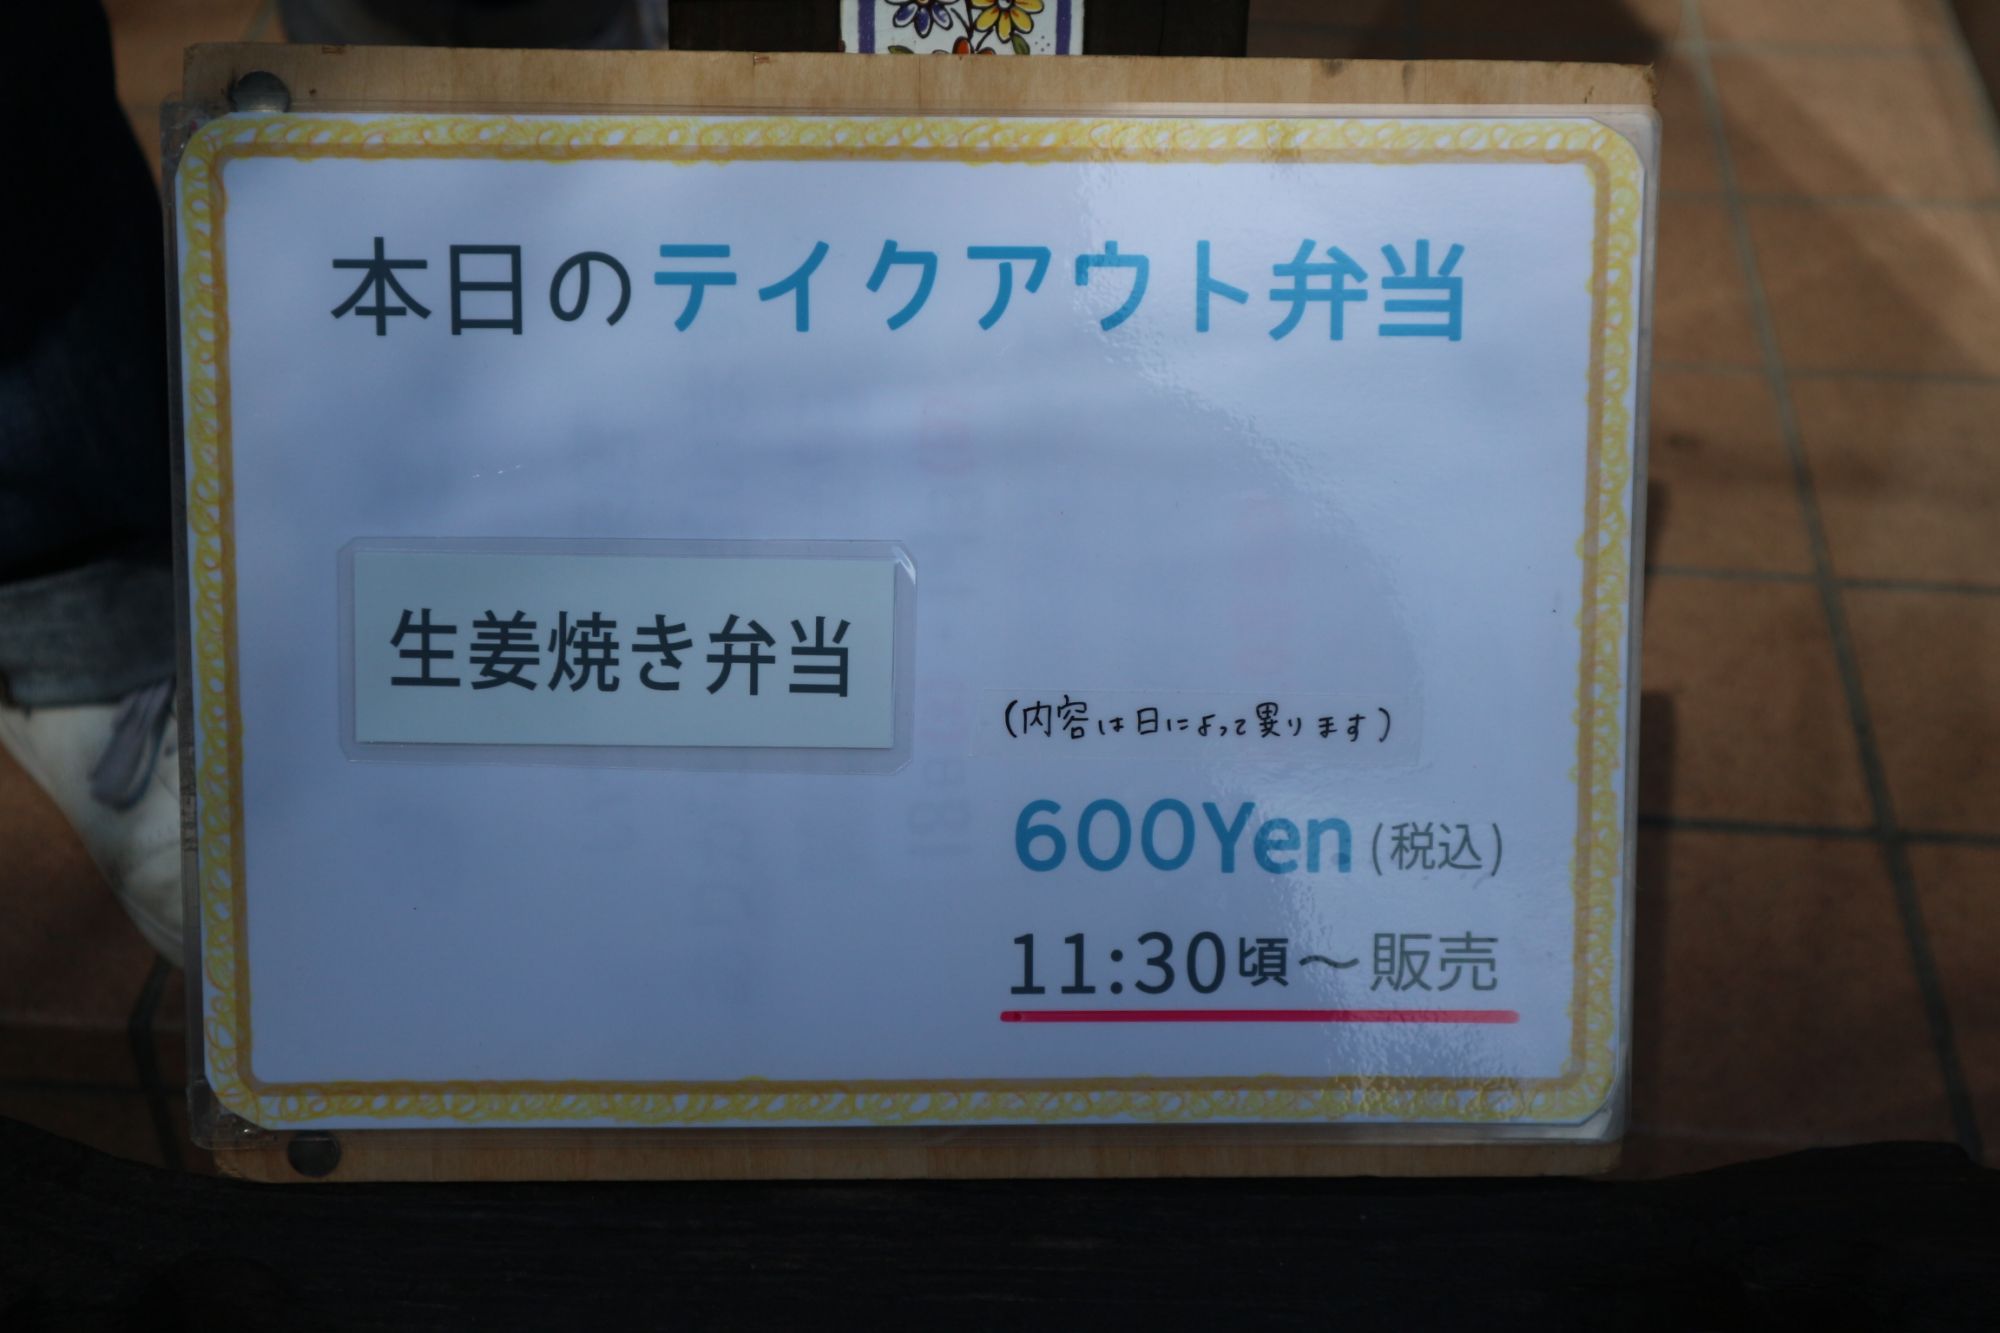 本日のテイクアウト弁当
生姜焼き弁当
(内容は日によって異ります)
600Yen (税込)
11:30頃～販売